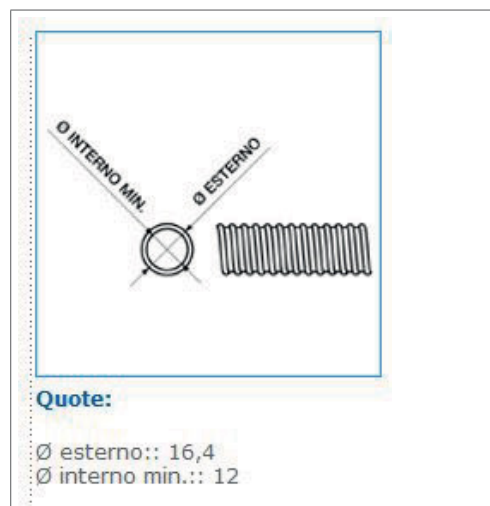 Ø INTERNO MIN.
Ø ESTERNO
Quote:
Ø esterno:: 16,4
Ø interno min.:: 12